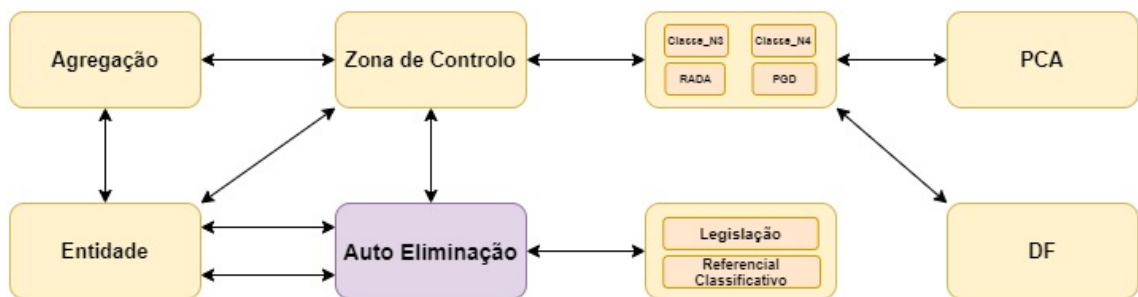 Agregação
Zona de Controlo
Classe_N3
Classe_N4
RADA
PGD
PCA
Entidade
Auto Eliminação
Legislação
Referencial
Classificativo
DF